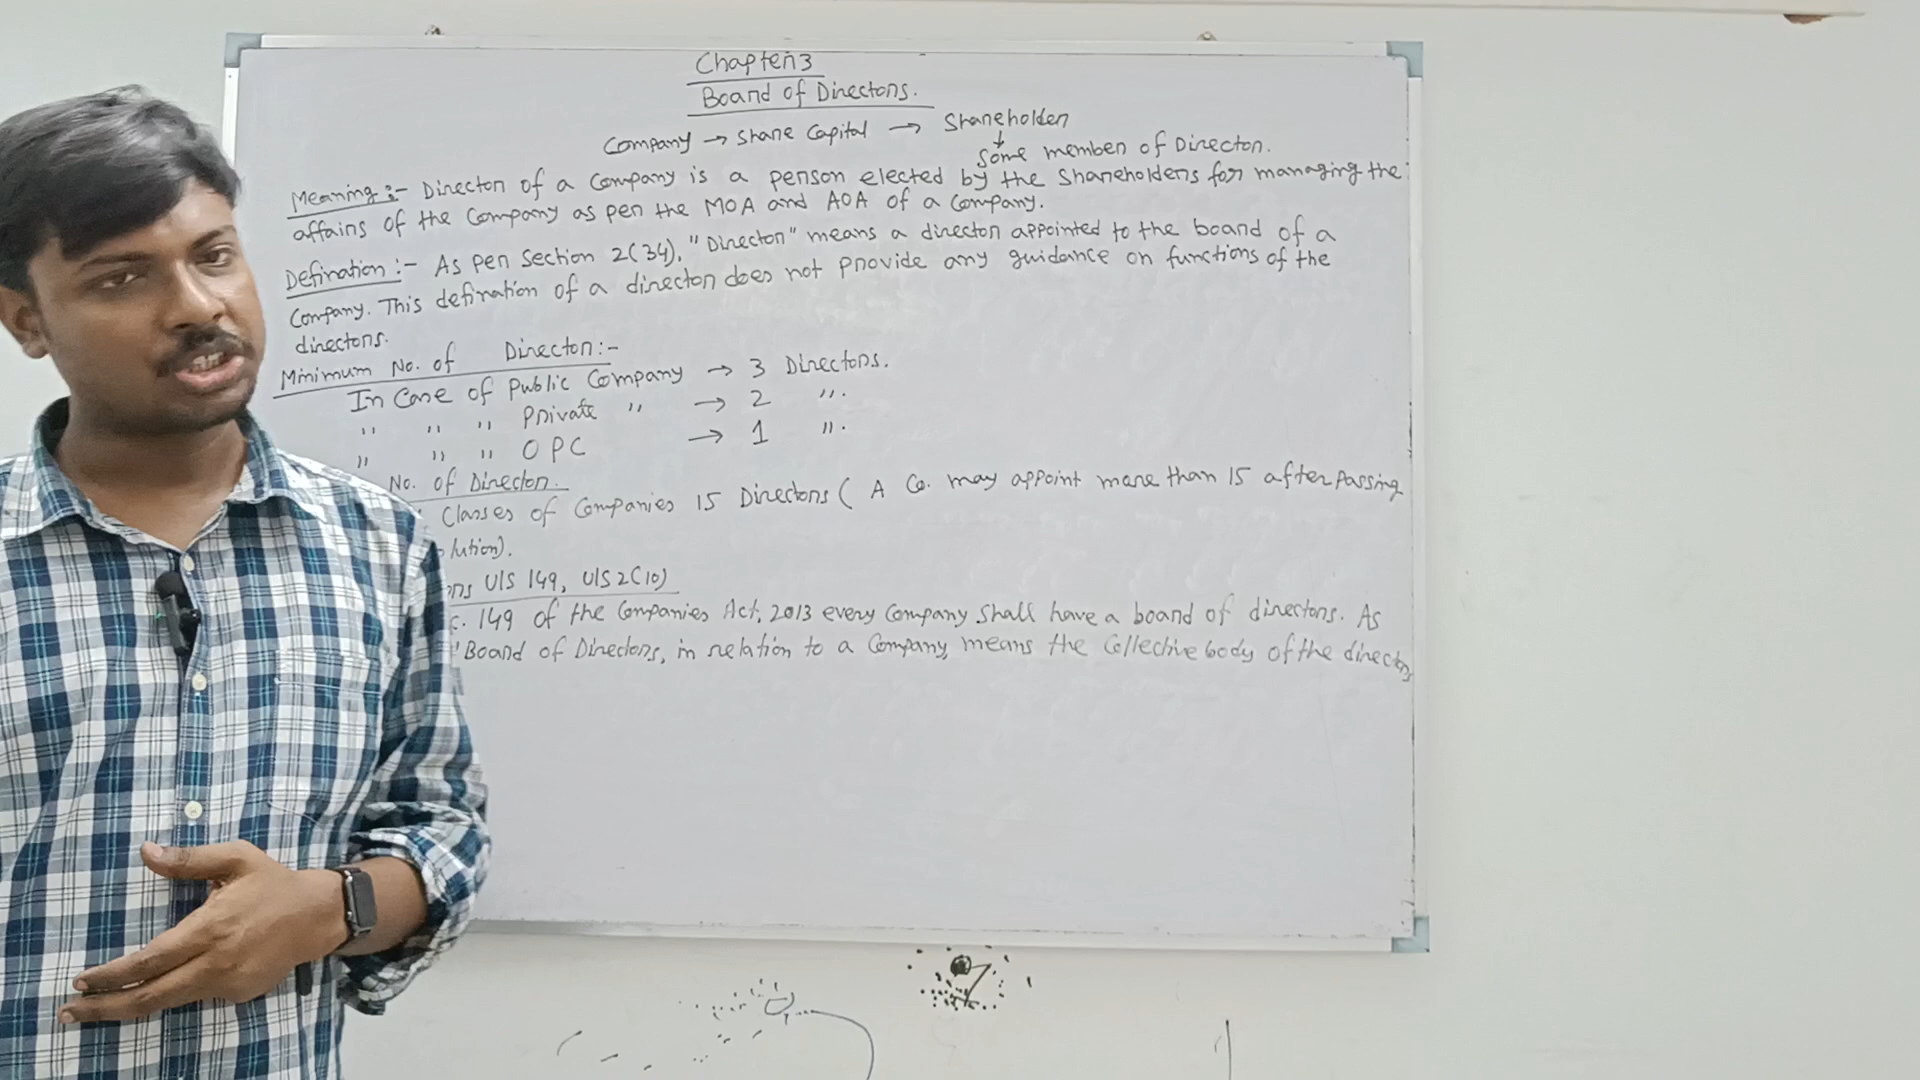 Chapter 3
Board of Directors.
Company → Share Capital → Shareholder
↓
Some member of Director.
Meaning :- Director of a Company is a person elected by the Shareholders for managing the
affairs of the Company as per the MOA and AOA of a Company.
Defination :- As per Section 2(34), "Director" means a director appointed to the board of a
Company. This defination of a director does not provide any guidance on functions of the
directors.
Minimum No. of Director:-
In Case of Public Company → 3 Directors.
" " " Private " → 2 ".
" " " OPC → 1 ".
No. of Director.
Classes of Companies 15 Directors ( A Co. may appoint more than 15 after Passing
lution).
ons U/S 149, U/S 2(10)
c. 149 of the Companies Act, 2013 every Company Shall have a board of directors. As
"Board of Directors, in relation to a Company, means the Collective body of the directors